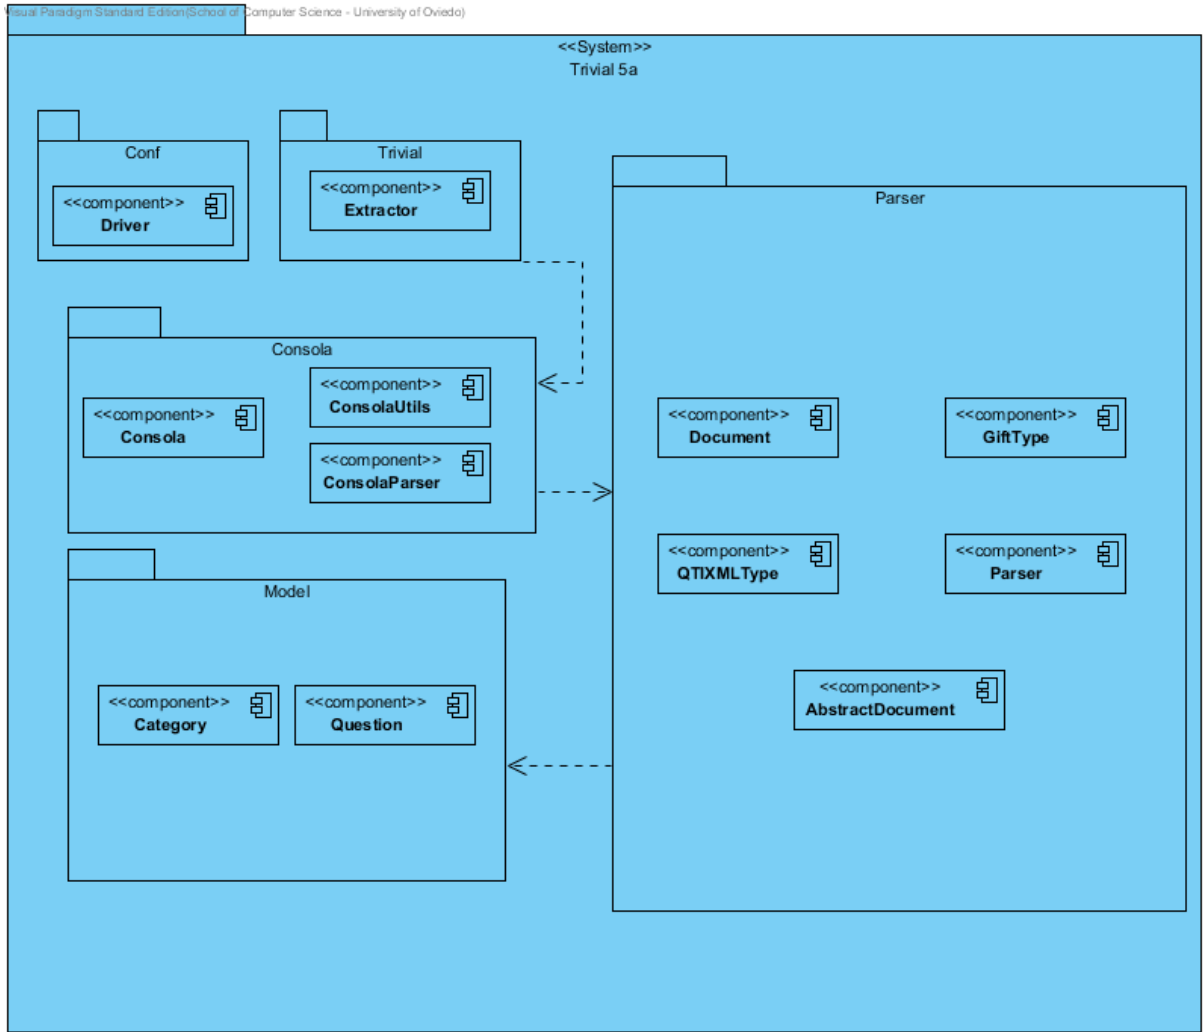 Visual Paradigm Standard Edition(School of Computer Science - University of Oviedo)
<<System>>
Trivial 5a
Conf
<<component>>
Driver
Trivial
<<component>>
Extractor
Consola
<<component>>
Consola
<<component>>
ConsolaUtils
<<component>>
ConsolaParser
Model
<<component>>
Category
<<component>>
Question
Parser
<<component>>
Document
<<component>>
GiftType
<<component>>
QTIXMLType
<<component>>
Parser
<<component>>
AbstractDocument